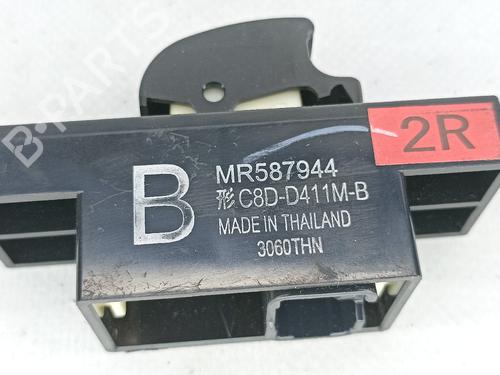 2R
B
MR587944
形 C8D-D411M-B
MADE IN THAILAND
3060THN
B-PARTS